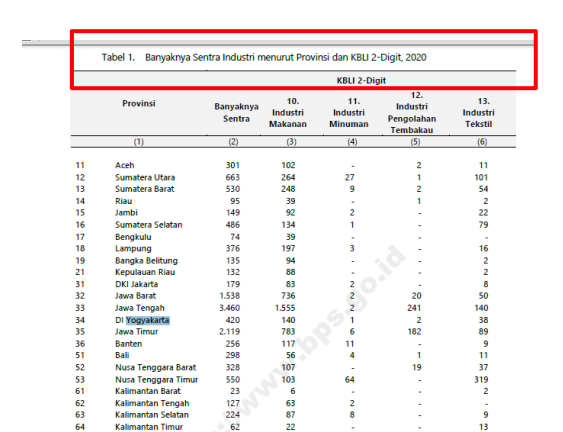 Tabel 1. Banyaknya Sentra Industri menurut Provinsi dan KBLI 2-Digit, 2020
KBLI 2-Digit
Provinsi Banyaknya Sentra 10. Industri Makanan 11. Industri Minuman 12. Industri Pengolahan Tembakau 13. Industri Tekstil
(1) (2) (3) (4) (5) (6)
11 Aceh 301 102 - 2 11
12 Sumatera Utara 663 264 27 1 101
13 Sumatera Barat 530 248 9 2 54
14 Riau 95 39 - 1 2
15 Jambi 149 92 2 - 22
16 Sumatera Selatan 486 134 1 - 79
17 Bengkulu 74 39 - - -
18 Lampung 376 197 3 - 16
19 Bangka Belitung 135 94 - - 2
21 Kepulauan Riau 132 88 - - 2
31 DKI Jakarta 179 83 2 - 8
32 Jawa Barat 1.538 736 2 20 50
33 Jawa Tengah 3.460 1.555 2 241 140
34 DI Yogyakarta 420 140 1 2 38
35 Jawa Timur 2.119 783 6 182 89
36 Banten 256 117 11 - 9
51 Bali 298 56 4 1 11
52 Nusa Tenggara Barat 328 107 - 19 37
53 Nusa Tenggara Timur 550 103 64 - 319
61 Kalimantan Barat 23 6 - - 2
62 Kalimantan Tengah 127 63 2 - -
63 Kalimantan Selatan 224 87 8 - 9
64 Kalimantan Timur 62 22 - - 13
www.bps.go.id